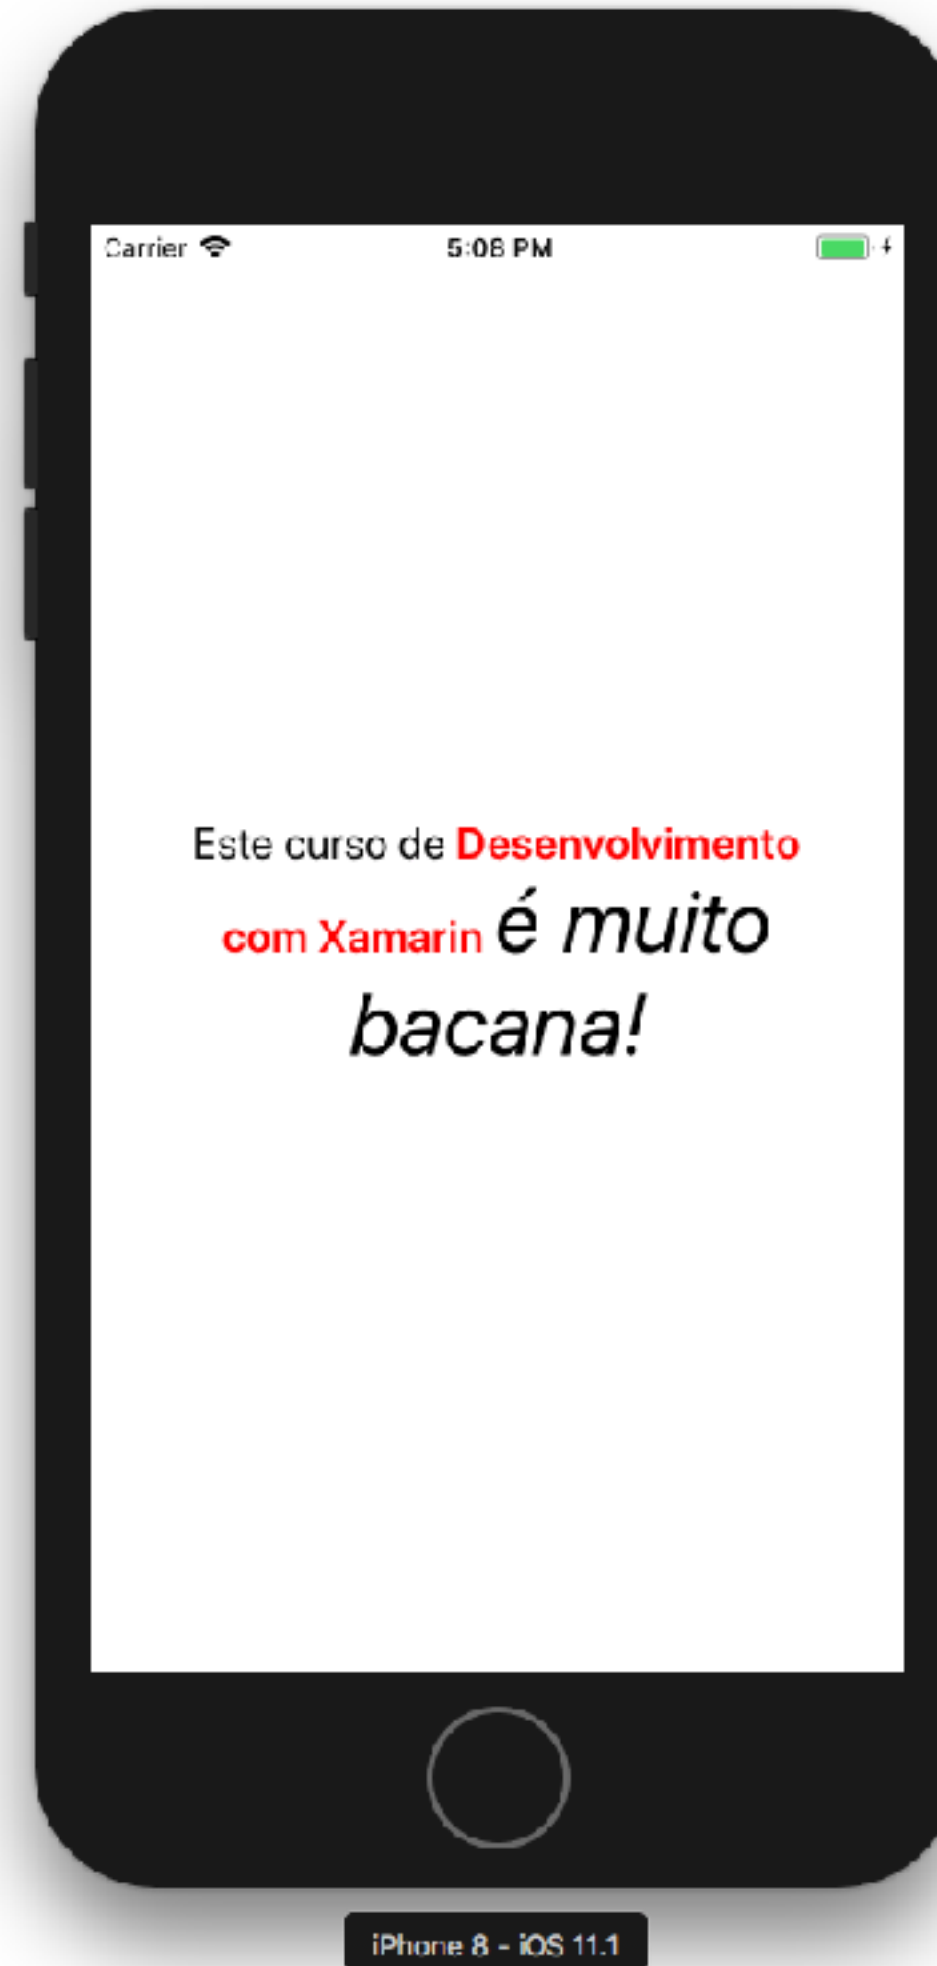 Carrier 5:08 PM
Este curso de Desenvolvimento
com Xamarin é muito
bacana!
iPhone 8 - iOS 11.1